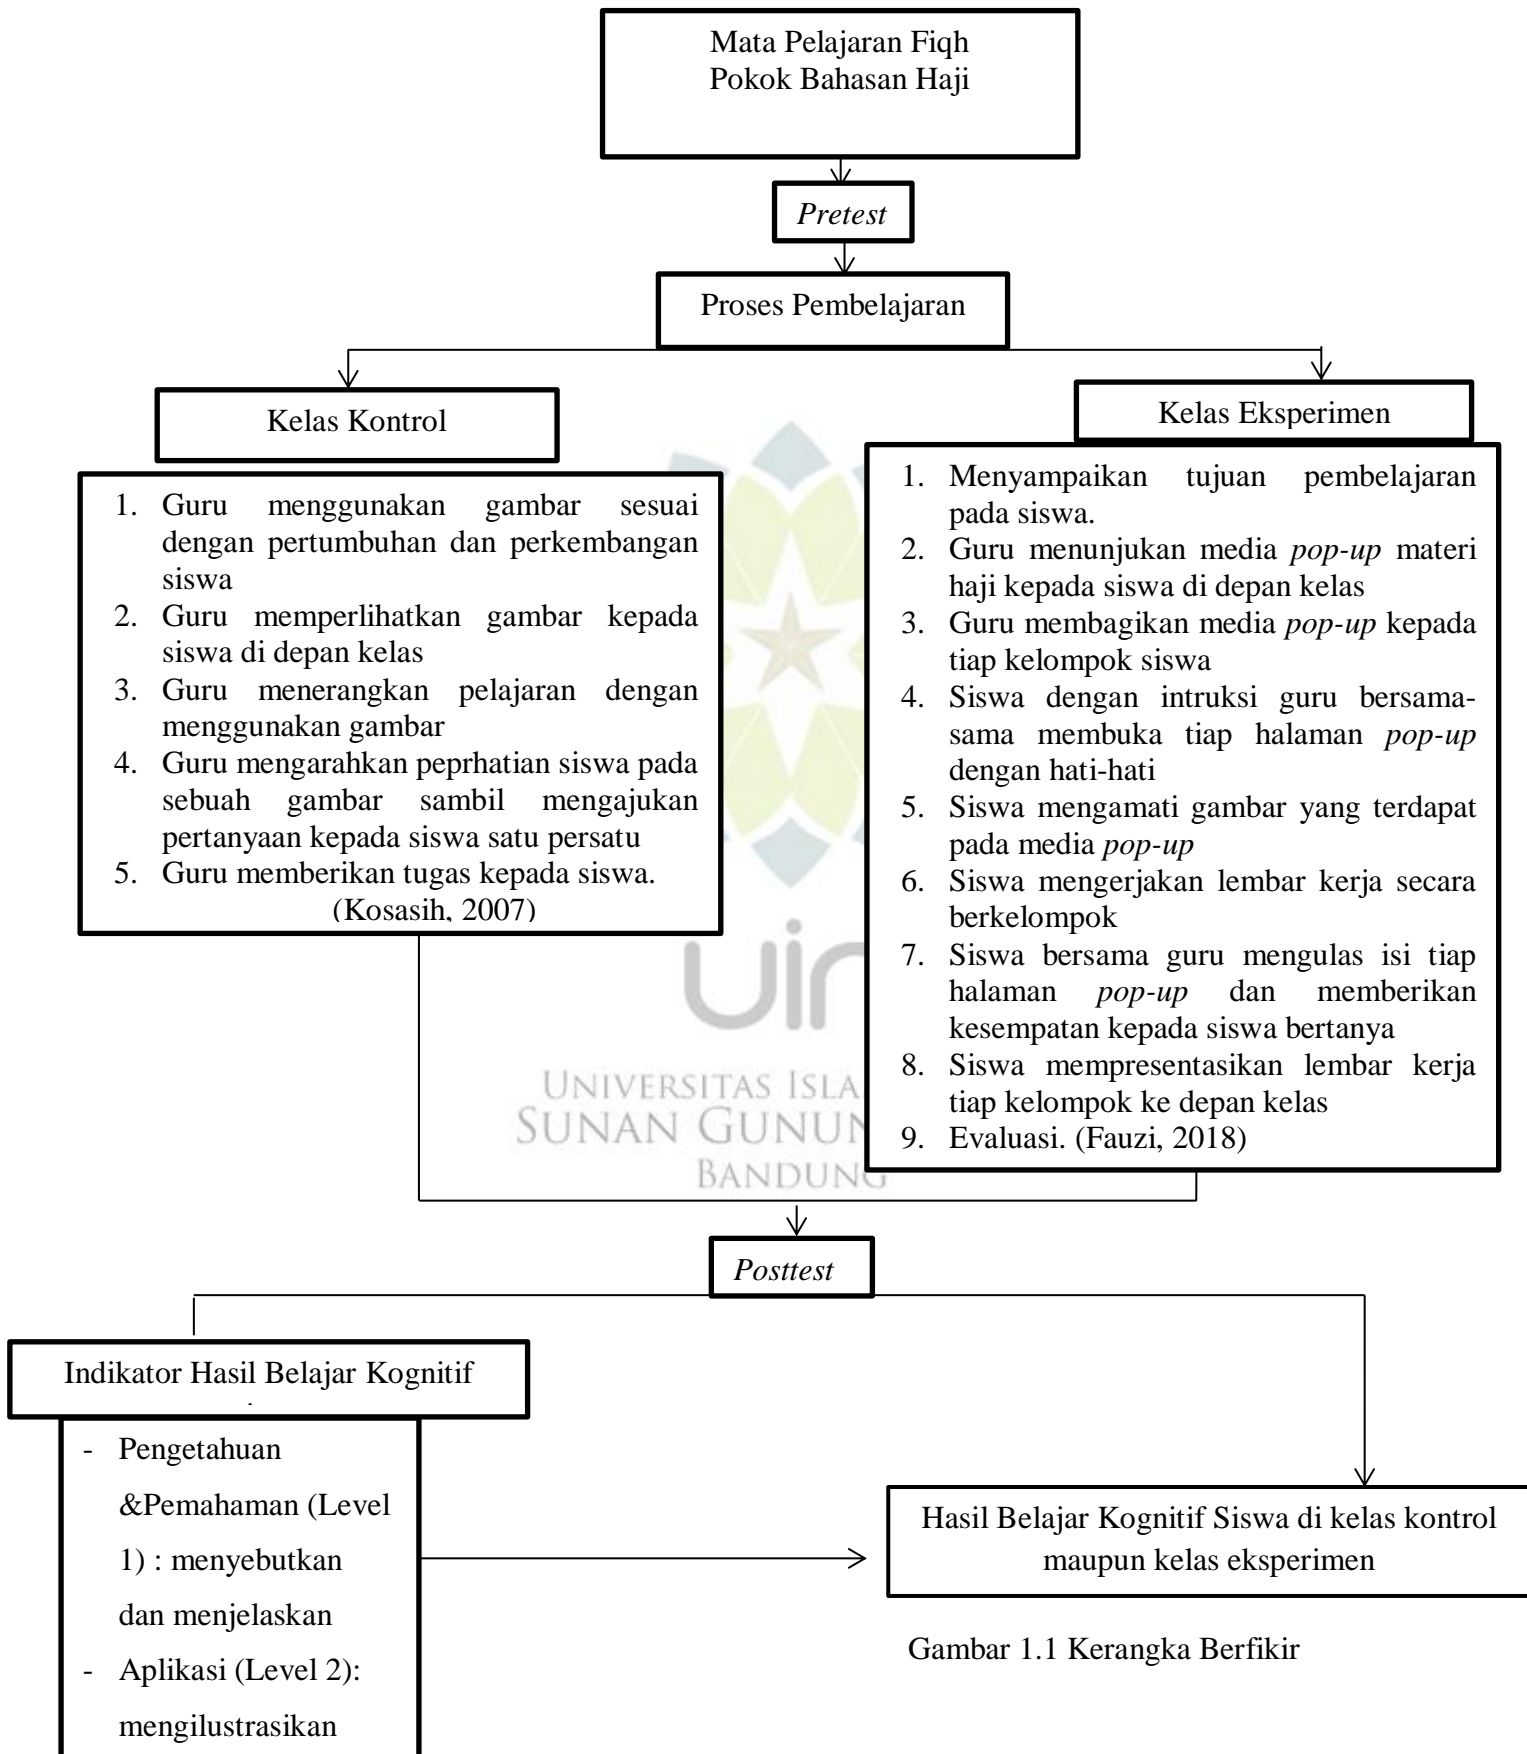 Mata Pelajaran Fiqh
Pokok Bahasan Haji
Pretest
Proses Pembelajaran
Kelas Kontrol
Kelas Eksperimen
1. Guru menggunakan gambar sesuai
dengan pertumbuhan dan perkembangan
siswa
2. Guru memperlihatkan gambar kepada
siswa di depan kelas
3. Guru menerangkan pelajaran dengan
menggunakan gambar
4. Guru mengarahkan peprhatian siswa pada
sebuah gambar sambil mengajukan
pertanyaan kepada siswa satu persatu
5. Guru memberikan tugas kepada siswa.
(Kosasih, 2007)
1. Menyampaikan tujuan pembelajaran
pada siswa.
2. Guru menunjukan media pop-up materi
haji kepada siswa di depan kelas
3. Guru membagikan media pop-up kepada
tiap kelompok siswa
4. Siswa dengan intruksi guru bersama-
sama membuka tiap halaman pop-up
dengan hati-hati
5. Siswa mengamati gambar yang terdapat
pada media pop-up
6. Siswa mengerjakan lembar kerja secara
berkelompok
7. Siswa bersama guru mengulas isi tiap
halaman pop-up dan memberikan
kesempatan kepada siswa bertanya
8. Siswa mempresentasikan lembar kerja
tiap kelompok ke depan kelas
9. Evaluasi. (Fauzi, 2018)
UNIVERSITAS
SUNAN
BANDUNG
Posttest
Indikator Hasil Belajar Kognitif
- Pengetahuan
&Pemahaman (Level
1) : menyebutkan
dan menjelaskan
- Aplikasi (Level 2):
mengilustrasikan
Hasil Belajar Kognitif Siswa di kelas kontrol
maupun kelas eksperimen
Gambar 1.1 Kerangka Berfikir